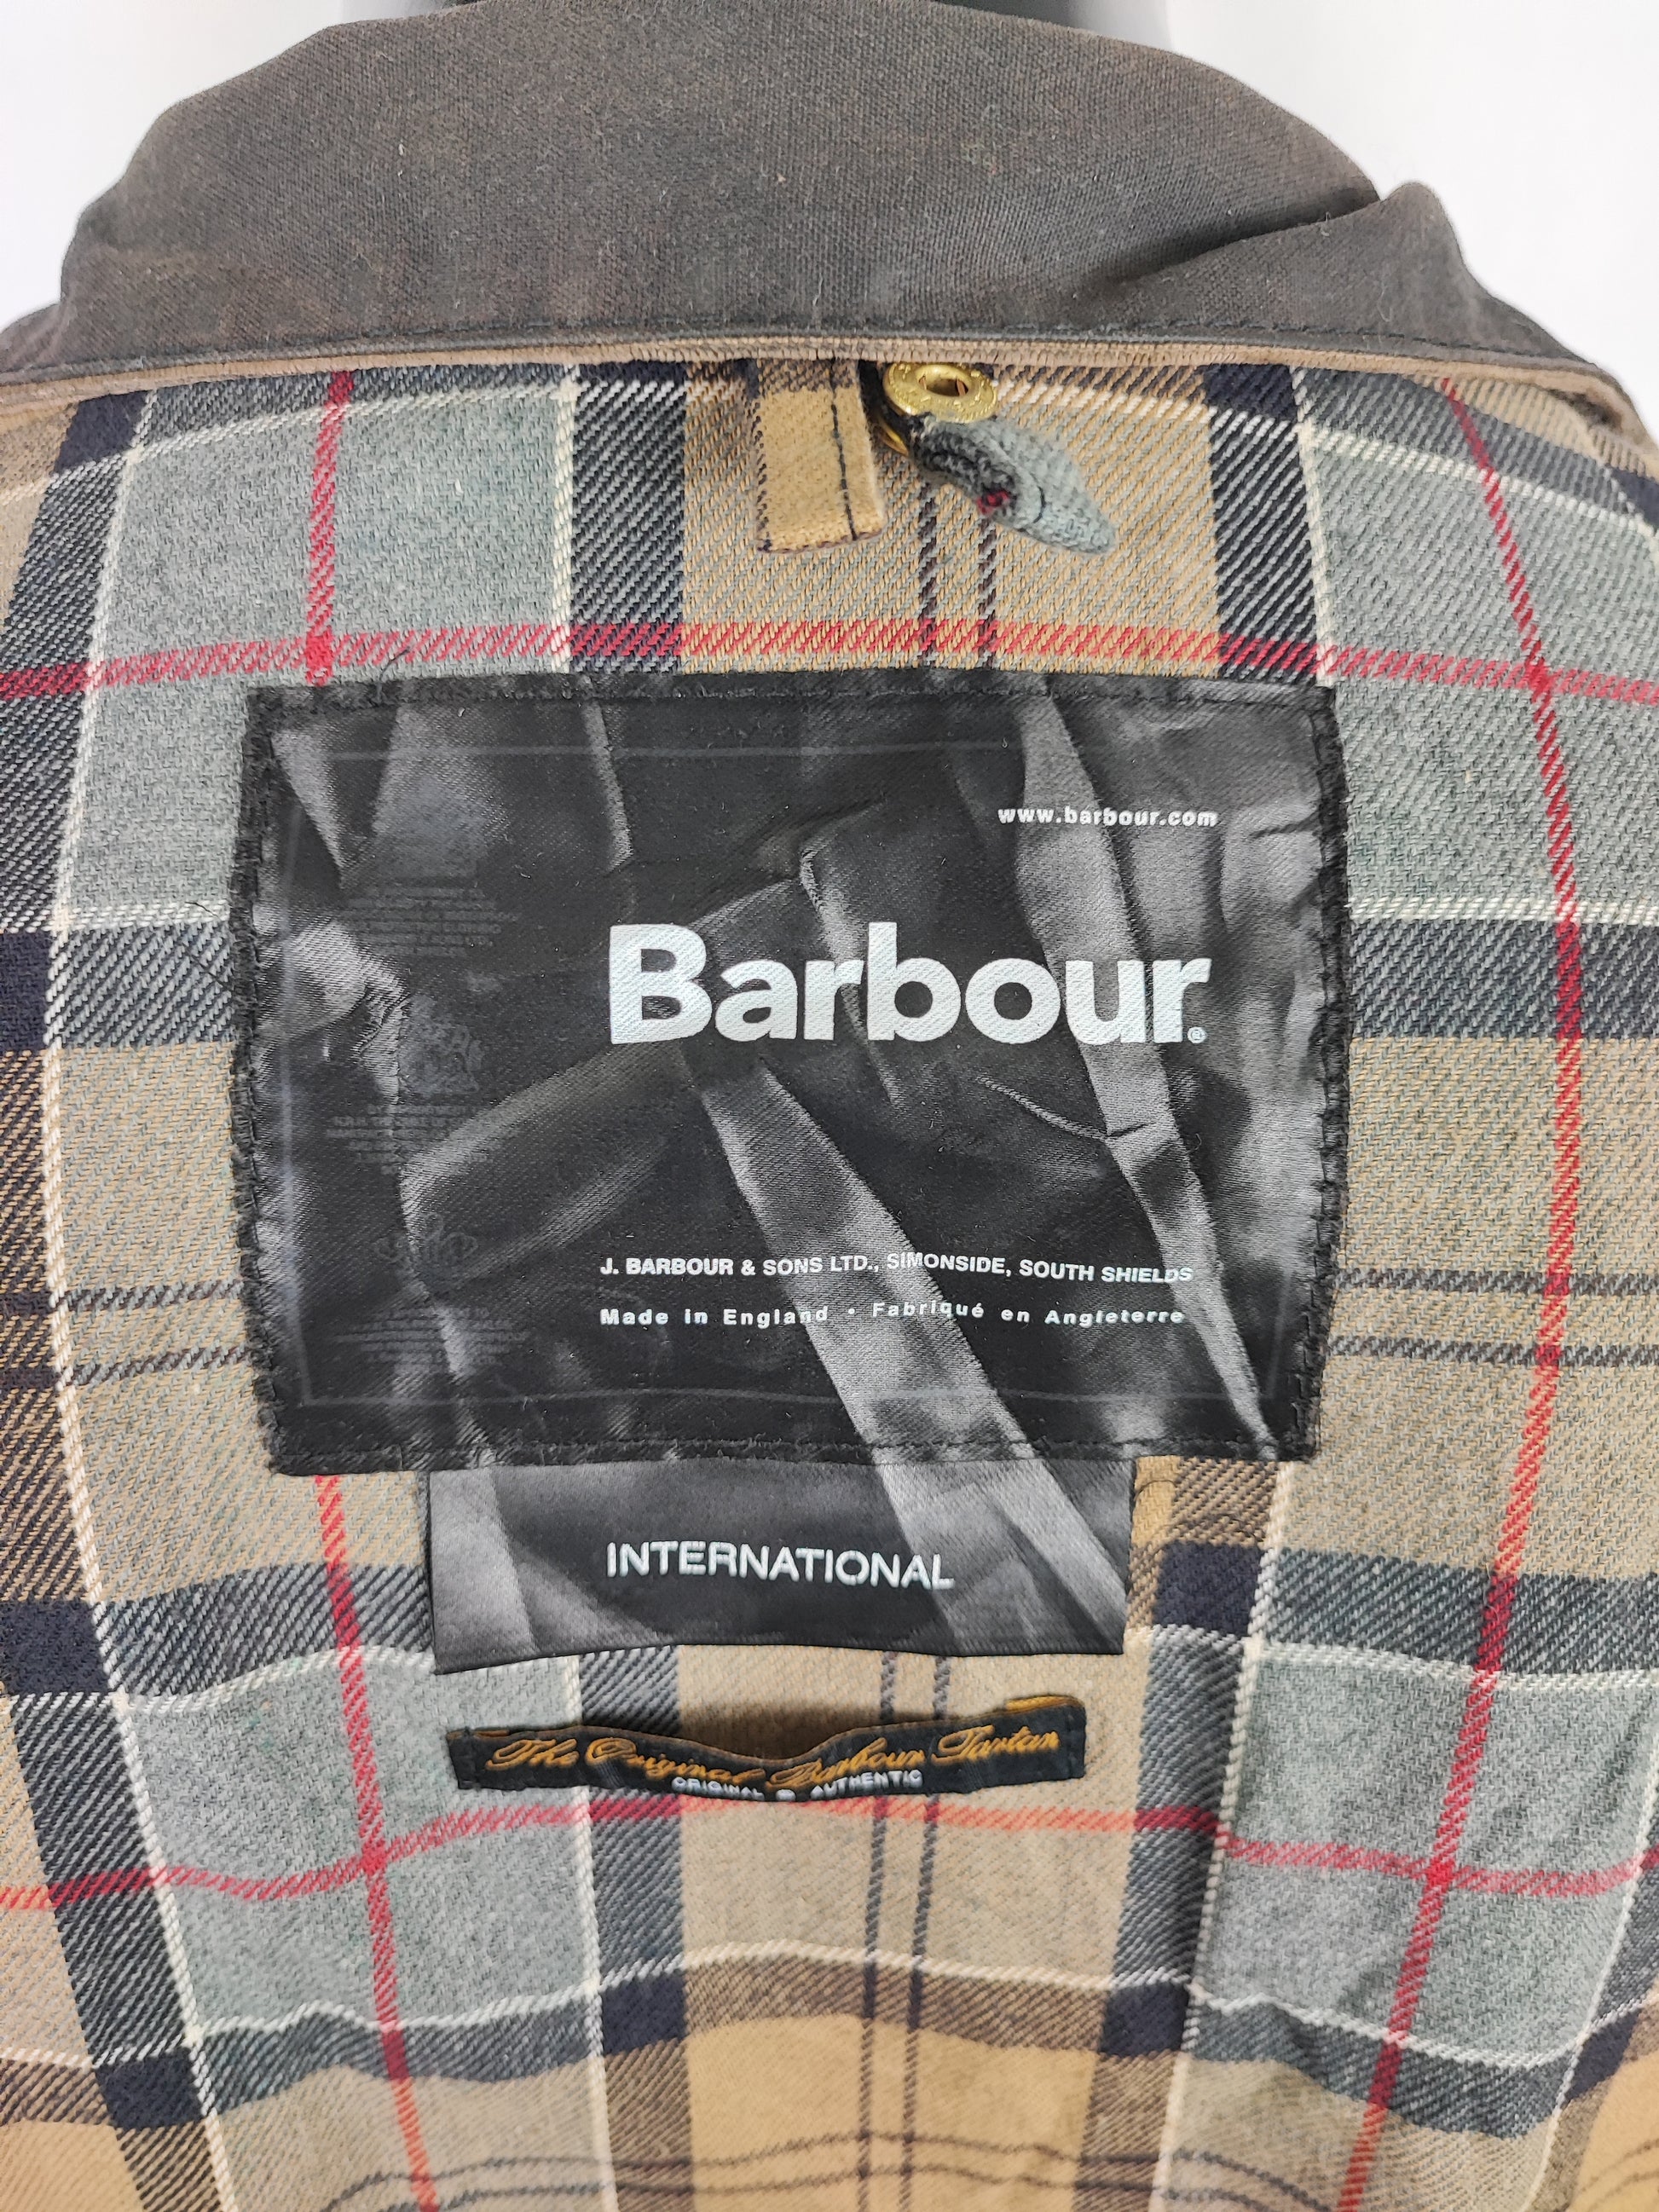 www.barbour.com
Barbour®
J. BARBOUR & SONS LTD., SIMONSIDE, SOUTH SHIELDS
Made in England • Fabriqué en Angleterre
INTERNATIONAL
The Original Barbour Tartan
ORIGINAL AUTHENTIC